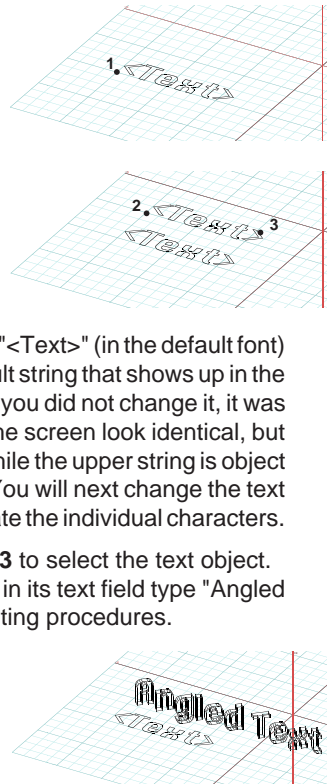 1
<Text>
2
<Text>
3
<Text>
"<Text>" (in the default font)
ult string that shows up in the
you did not change it, it was
ne screen look identical, but
hile the upper string is object
You will next change the text
ate the individual characters.
3 to select the text object.
in its text field type "Angled
ting procedures.
Angled Text
<Text>